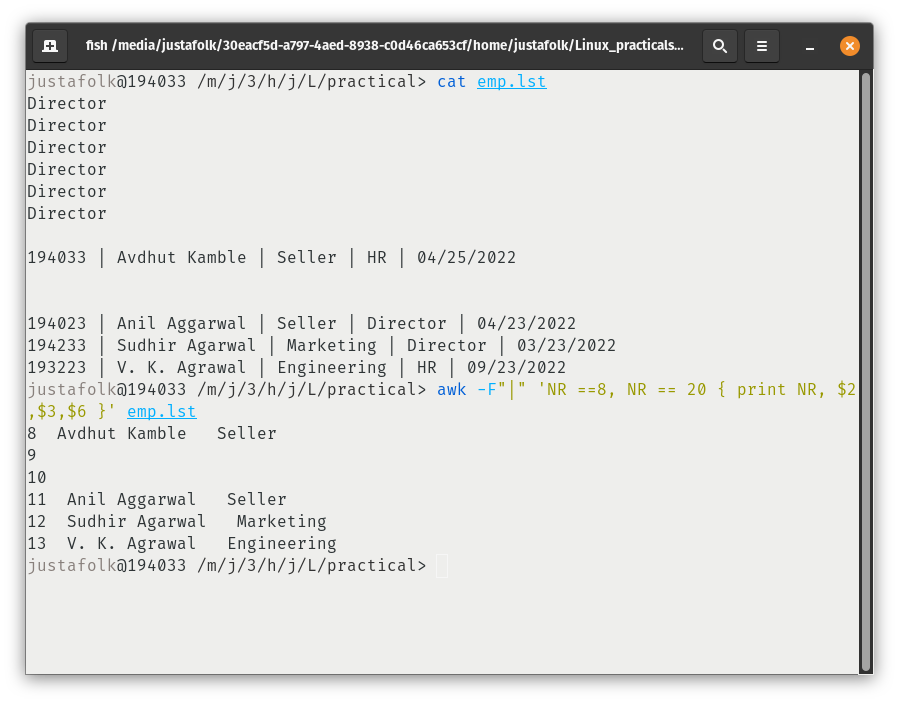 fish /media/justafolk/30eacf5d-a797-4aed-8938-c0d46ca653cf/home/justafolk/Linux_practicals...
justafolk@194033 /m/j/3/h/j/L/practical> cat emp.lst
Director
Director
Director
Director
Director
Director
194033 | Avdhut Kamble | Seller | HR | 04/25/2022
194023 | Anil Aggarwal | Seller | Director | 04/23/2022
194233 | Sudhir Agarwal | Marketing | Director | 03/23/2022
193223 | V. K. Agrawal | Engineering | HR | 09/23/2022
justafolk@194033 /m/j/3/h/j/L/practical> awk -F"|" 'NR ==8, NR == 20 { print NR, $2
,$3,$6 }' emp.lst
8  Avdhut Kamble   Seller
9
10
11  Anil Aggarwal   Seller
12  Sudhir Agarwal   Marketing
13  V. K. Agrawal   Engineering
justafolk@194033 /m/j/3/h/j/L/practical>